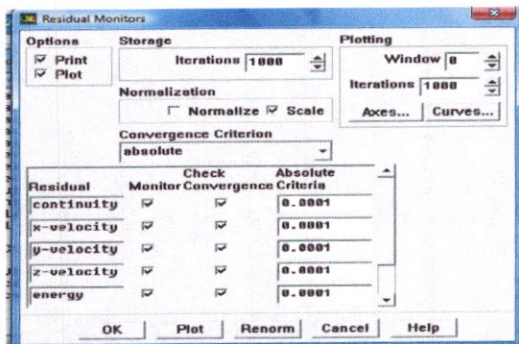 Residual Monitors
Options
Print
Plot
Storage
Iterations 1000
Normalization
Normalize Scale
Convergence Criterion
absolute
Plotting
Window 0
Iterations 1000
Axes... Curves...
Residual Monitor Check Convergence Absolute Criteria
continuity 0.0001
x-velocity 0.0001
y-velocity 0.0001
z-velocity 0.0001
energy 0.0001
OK Plot Renorm Cancel Help